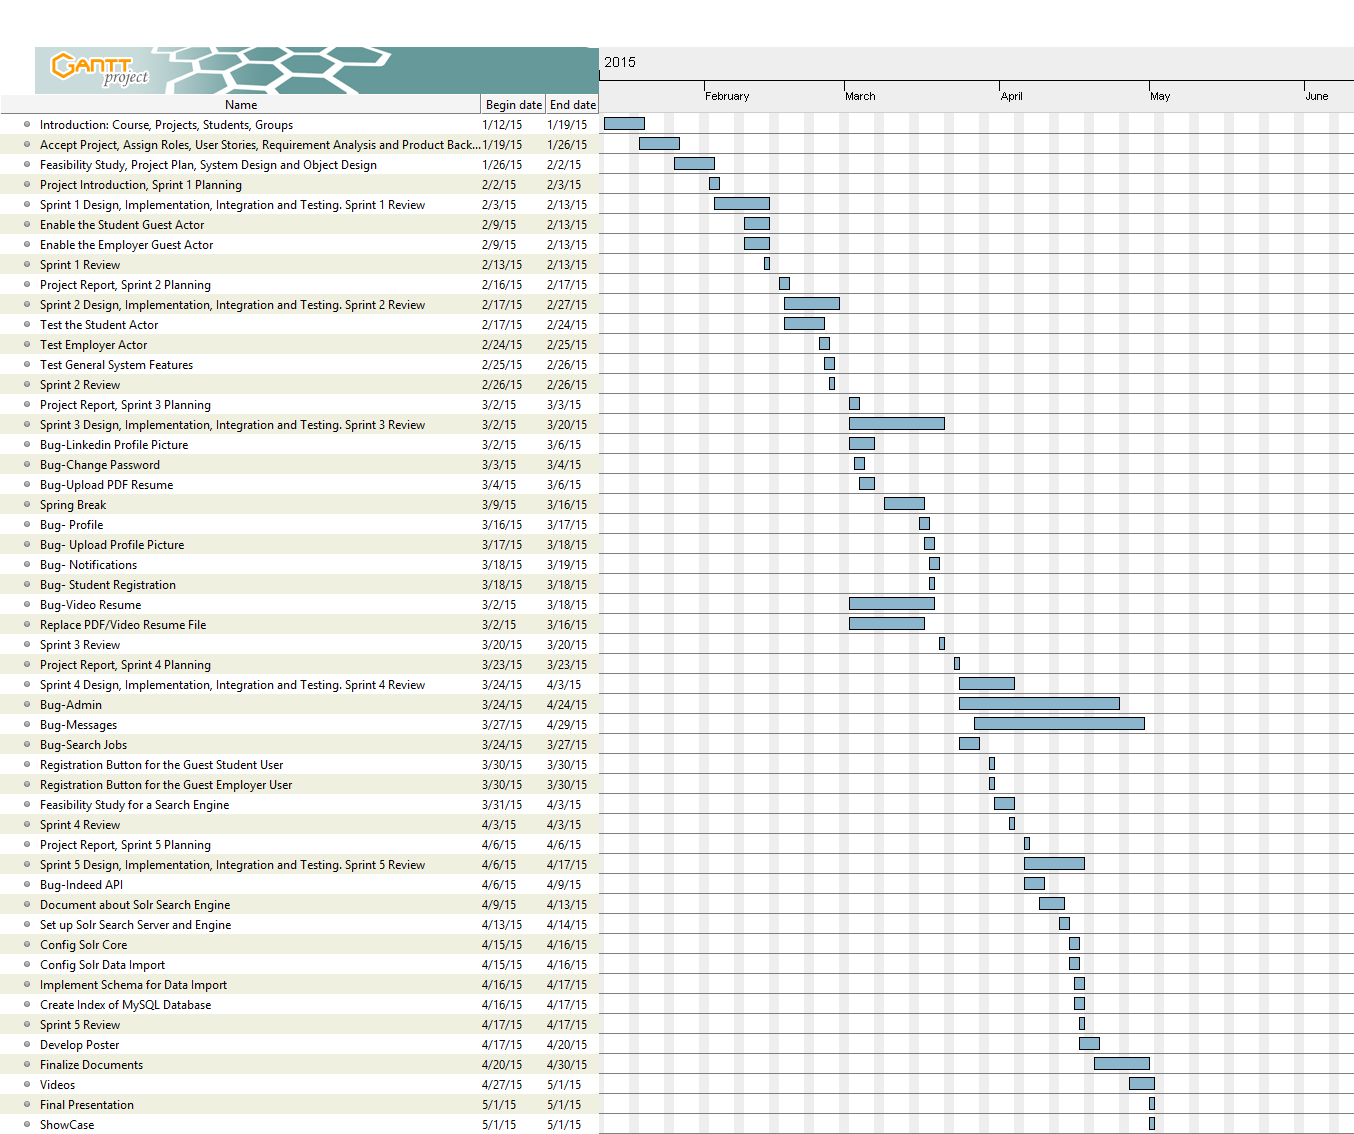 GANTT
project
2015
February March April May June
Name Begin date End date
Introduction: Course, Projects, Students, Groups 1/12/15 1/19/15
Accept Project, Assign Roles, User Stories, Requirement Analysis and Product Back... 1/19/15 1/26/15
Feasibility Study, Project Plan, System Design and Object Design 1/26/15 2/2/15
Project Introduction, Sprint 1 Planning 2/2/15 2/3/15
Sprint 1 Design, Implementation, Integration and Testing. Sprint 1 Review 2/3/15 2/13/15
Enable the Student Guest Actor 2/9/15 2/13/15
Enable the Employer Guest Actor 2/9/15 2/13/15
Sprint 1 Review 2/13/15 2/13/15
Project Report, Sprint 2 Planning 2/16/15 2/17/15
Sprint 2 Design, Implementation, Integration and Testing. Sprint 2 Review 2/17/15 2/27/15
Test the Student Actor 2/17/15 2/24/15
Test Employer Actor 2/24/15 2/25/15
Test General System Features 2/25/15 2/26/15
Sprint 2 Review 2/26/15 2/26/15
Project Report, Sprint 3 Planning 3/2/15 3/3/15
Sprint 3 Design, Implementation, Integration and Testing. Sprint 3 Review 3/2/15 3/20/15
Bug-Linkedin Profile Picture 3/2/15 3/6/15
Bug-Change Password 3/3/15 3/4/15
Bug-Upload PDF Resume 3/4/15 3/6/15
Spring Break 3/9/15 3/16/15
Bug- Profile 3/16/15 3/17/15
Bug- Upload Profile Picture 3/17/15 3/18/15
Bug- Notifications 3/18/15 3/19/15
Bug- Student Registration 3/18/15 3/18/15
Bug-Video Resume 3/2/15 3/18/15
Replace PDF/Video Resume File 3/2/15 3/16/15
Sprint 3 Review 3/20/15 3/20/15
Project Report, Sprint 4 Planning 3/23/15 3/23/15
Sprint 4 Design, Implementation, Integration and Testing. Sprint 4 Review 3/24/15 4/3/15
Bug-Admin 3/24/15 4/24/15
Bug-Messages 3/27/15 4/29/15
Bug-Search Jobs 3/24/15 3/27/15
Registration Button for the Guest Student User 3/30/15 3/30/15
Registration Button for the Guest Employer User 3/30/15 3/30/15
Feasibility Study for a Search Engine 3/31/15 4/3/15
Sprint 4 Review 4/3/15 4/3/15
Project Report, Sprint 5 Planning 4/6/15 4/6/15
Sprint 5 Design, Implementation, Integration and Testing. Sprint 5 Review 4/6/15 4/17/15
Bug-Indeed API 4/6/15 4/9/15
Document about Solr Search Engine 4/9/15 4/13/15
Set up Solr Search Server and Engine 4/13/15 4/14/15
Config Solr Core 4/15/15 4/16/15
Config Solr Data Import 4/15/15 4/16/15
Implement Schema for Data Import 4/16/15 4/17/15
Create Index of MySQL Database 4/16/15 4/17/15
Sprint 5 Review 4/17/15 4/17/15
Develop Poster 4/17/15 4/20/15
Finalize Documents 4/20/15 4/30/15
Videos 4/27/15 5/1/15
Final Presentation 5/1/15 5/1/15
ShowCase 5/1/15 5/1/15